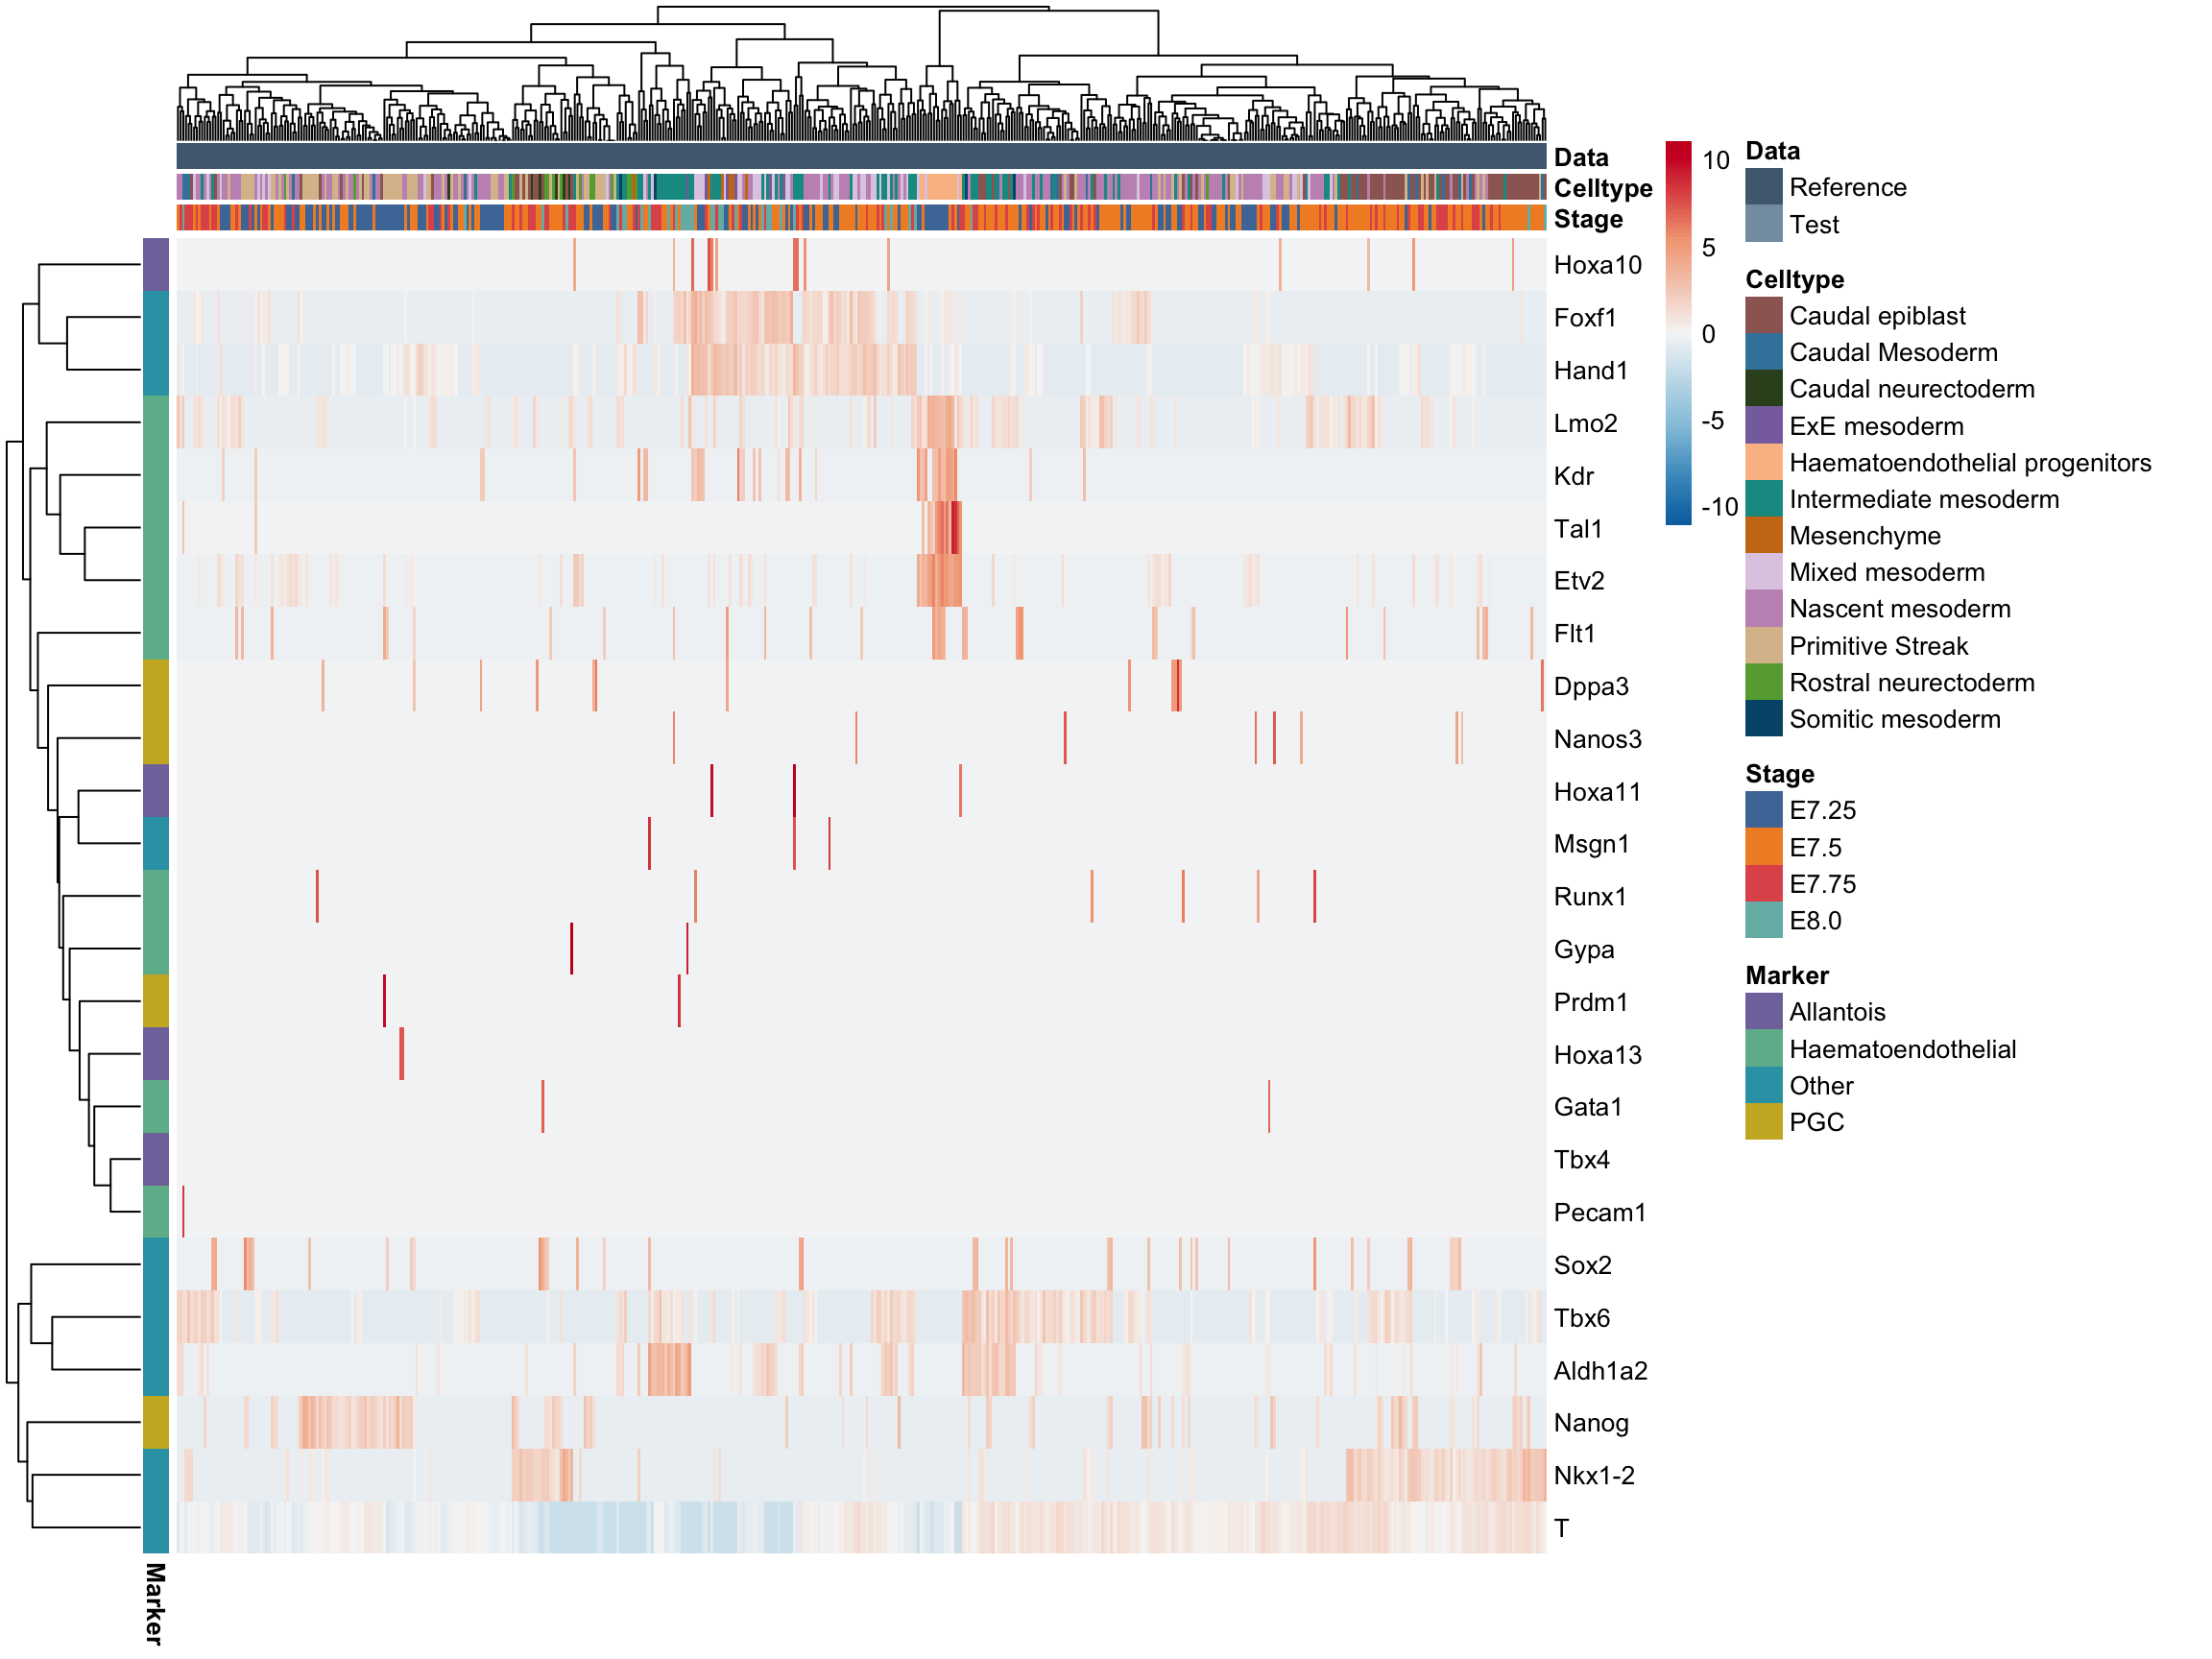 Data
Celltype
Stage
Hoxa10
Foxf1
Hand1
Lmo2
Kdr
Tal1
Etv2
Flt1
Dppa3
Nanos3
Hoxa11
Msgn1
Runx1
Gypa
Prdm1
Hoxa13
Gata1
Tbx4
Pecam1
Sox2
Tbx6
Aldh1a2
Nanog
Nkx1-2
T
Marker
10
5
0
-5
-10
Data
Reference
Test
Celltype
Caudal epiblast
Caudal Mesoderm
Caudal neurectoderm
ExE mesoderm
Haematoendothelial progenitors
Intermediate mesoderm
Mesenchyme
Mixed mesoderm
Nascent mesoderm
Primitive Streak
Rostral neurectoderm
Somitic mesoderm
Stage
E7.25
E7.5
E7.75
E8.0
Marker
Allantois
Haematoendothelial
Other
PGC